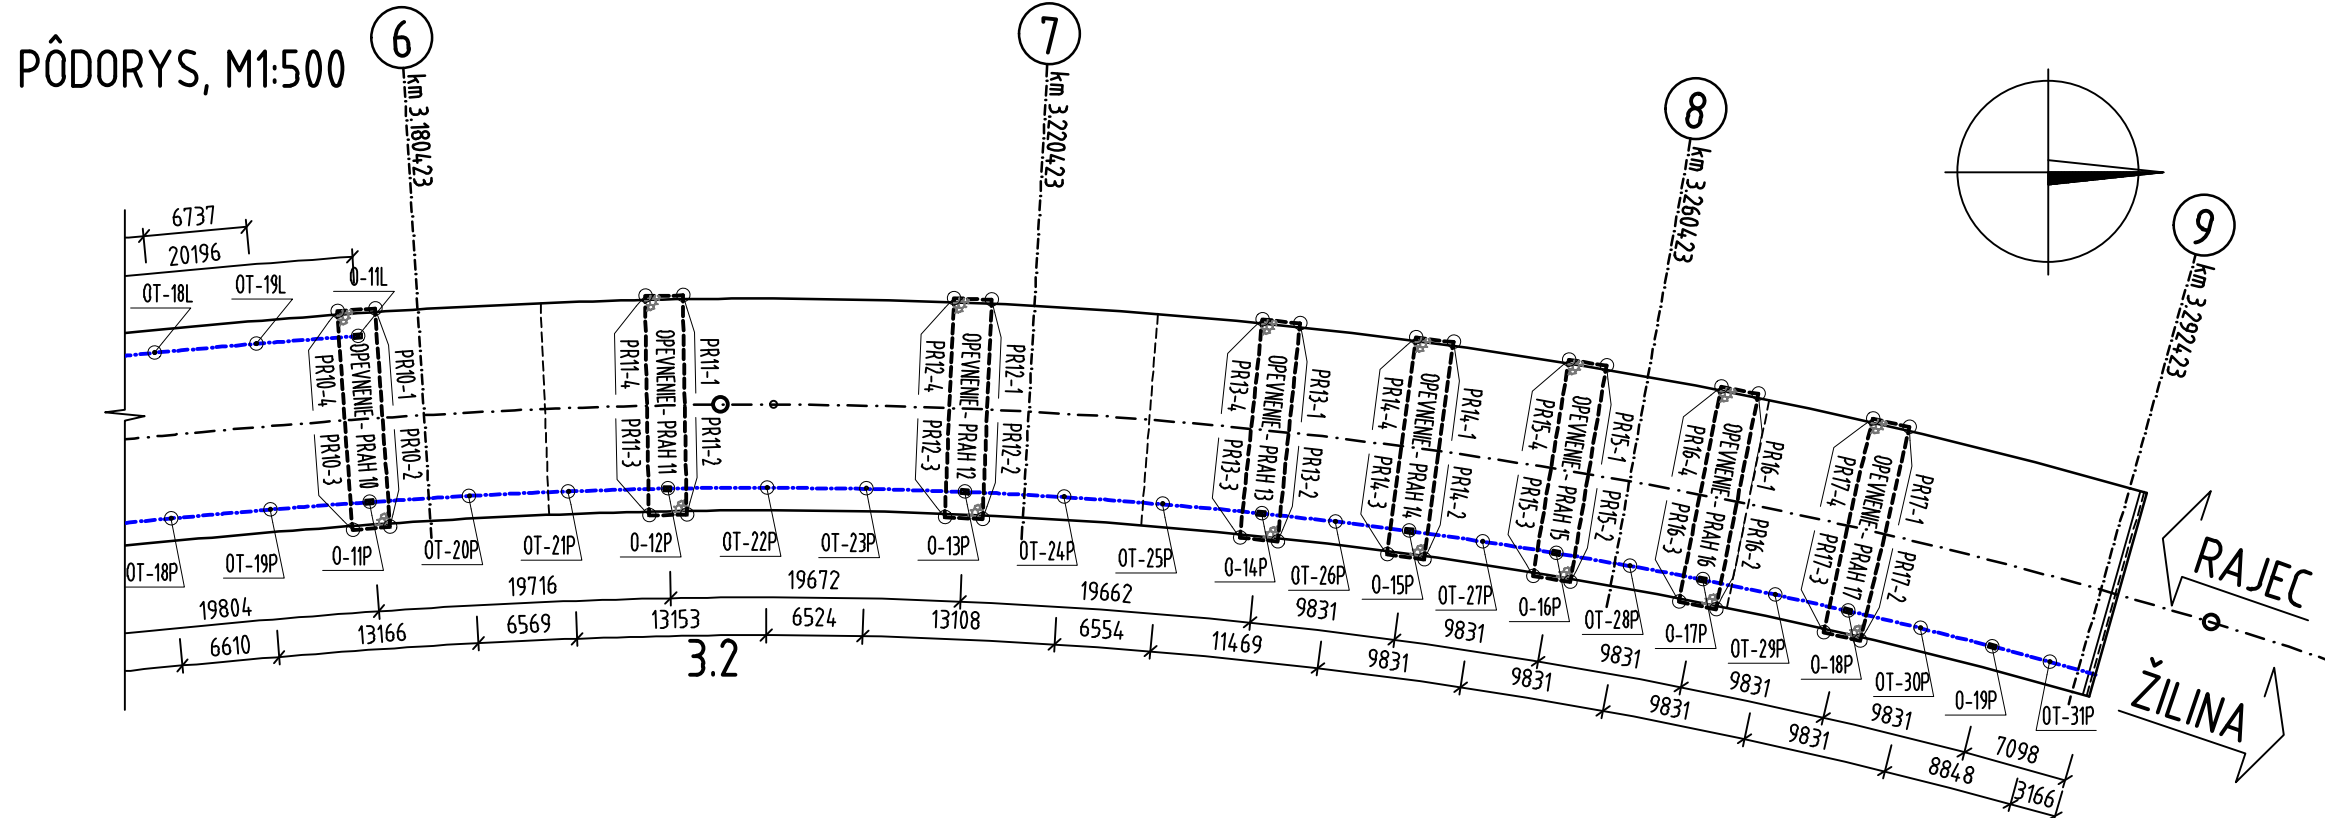 PÔDORYS, M1:500
6
km 3.180423
7
km 3.220423
8
km 3.260423
9
km 3.292423
6737
20196
OT-18L
OT-19L
O-11L
PR10-4
PR10-3
OPEVNENIE - PRAH 10
PR10-1
PR10-2
PR11-4
PR11-3
OPEVNENIE - PRAH 11
PR11-1
PR11-2
PR12-4
PR12-3
OPEVNENIE - PRAH 12
PR12-1
PR12-2
PR13-4
PR13-3
OPEVNENIE - PRAH 13
PR13-1
PR13-2
PR14-4
PR14-3
OPEVNENIE - PRAH 14
PR14-1
PR14-2
PR15-4
PR15-3
OPEVNENIE - PRAH 15
PR15-1
PR15-2
PR16-4
PR16-3
OPEVNENIE - PRAH 16
PR16-1
PR16-2
PR17-4
PR17-3
OPEVNENIE - PRAH 17
PR17-1
PR17-2
OT-18P
OT-19P
O-11P
OT-20P
OT-21P
O-12P
OT-22P
OT-23P
O-13P
OT-24P
OT-25P
O-14P
OT-26P
O-15P
OT-27P
O-16P
OT-28P
O-17P
OT-29P
O-18P
OT-30P
O-19P
OT-31P
19804
19716
19672
19662
9831
9831
9831
9831
9831
7098
6610
13166
6569
13153
6524
13108
6554
11469
9831
9831
9831
9831
8848
3166
3.2
RAJEC
ŽILINA